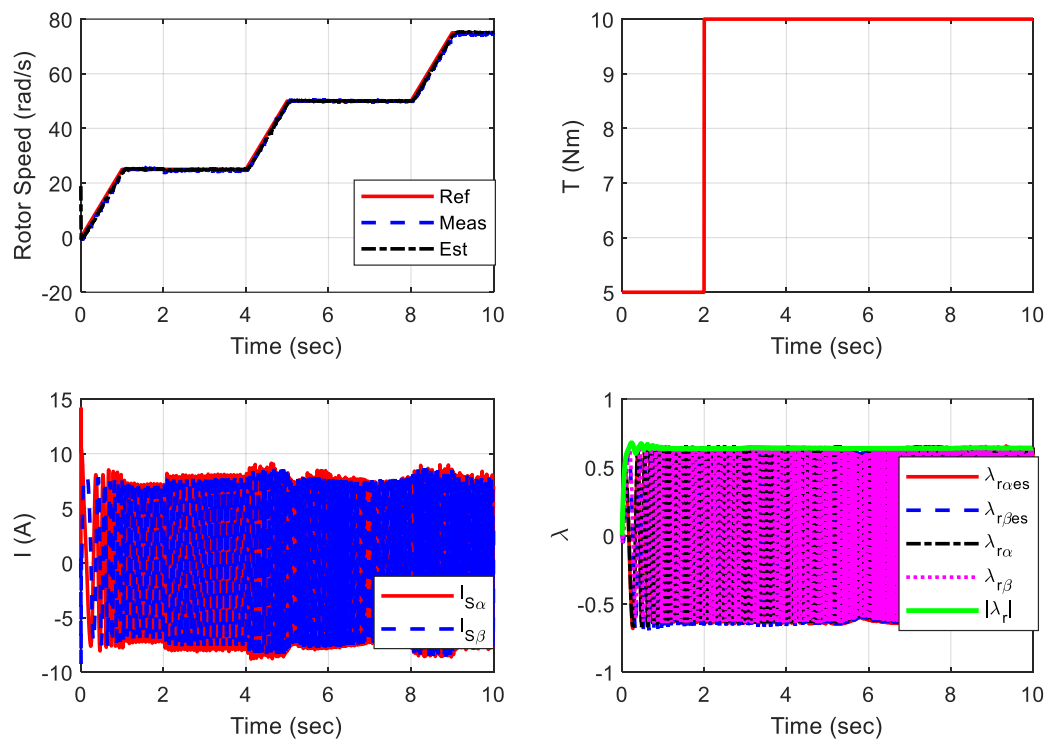 80
60
40
20
0
-20
Rotor Speed (rad/s)
Ref
Meas
Est
0 2 4 6 8 10
Time (sec)
10
9
8
7
6
5
T (Nm)
0 2 4 6 8 10
Time (sec)
15
10
5
0
-5
-10
I (A)
I_Sα
I_Sβ
0 2 4 6 8 10
Time (sec)
1
0.5
0
-0.5
-1
λ
λ_rαes
λ_rβes
λ_rα
λ_rβ
|λ_r|
0 2 4 6 8 10
Time (sec)